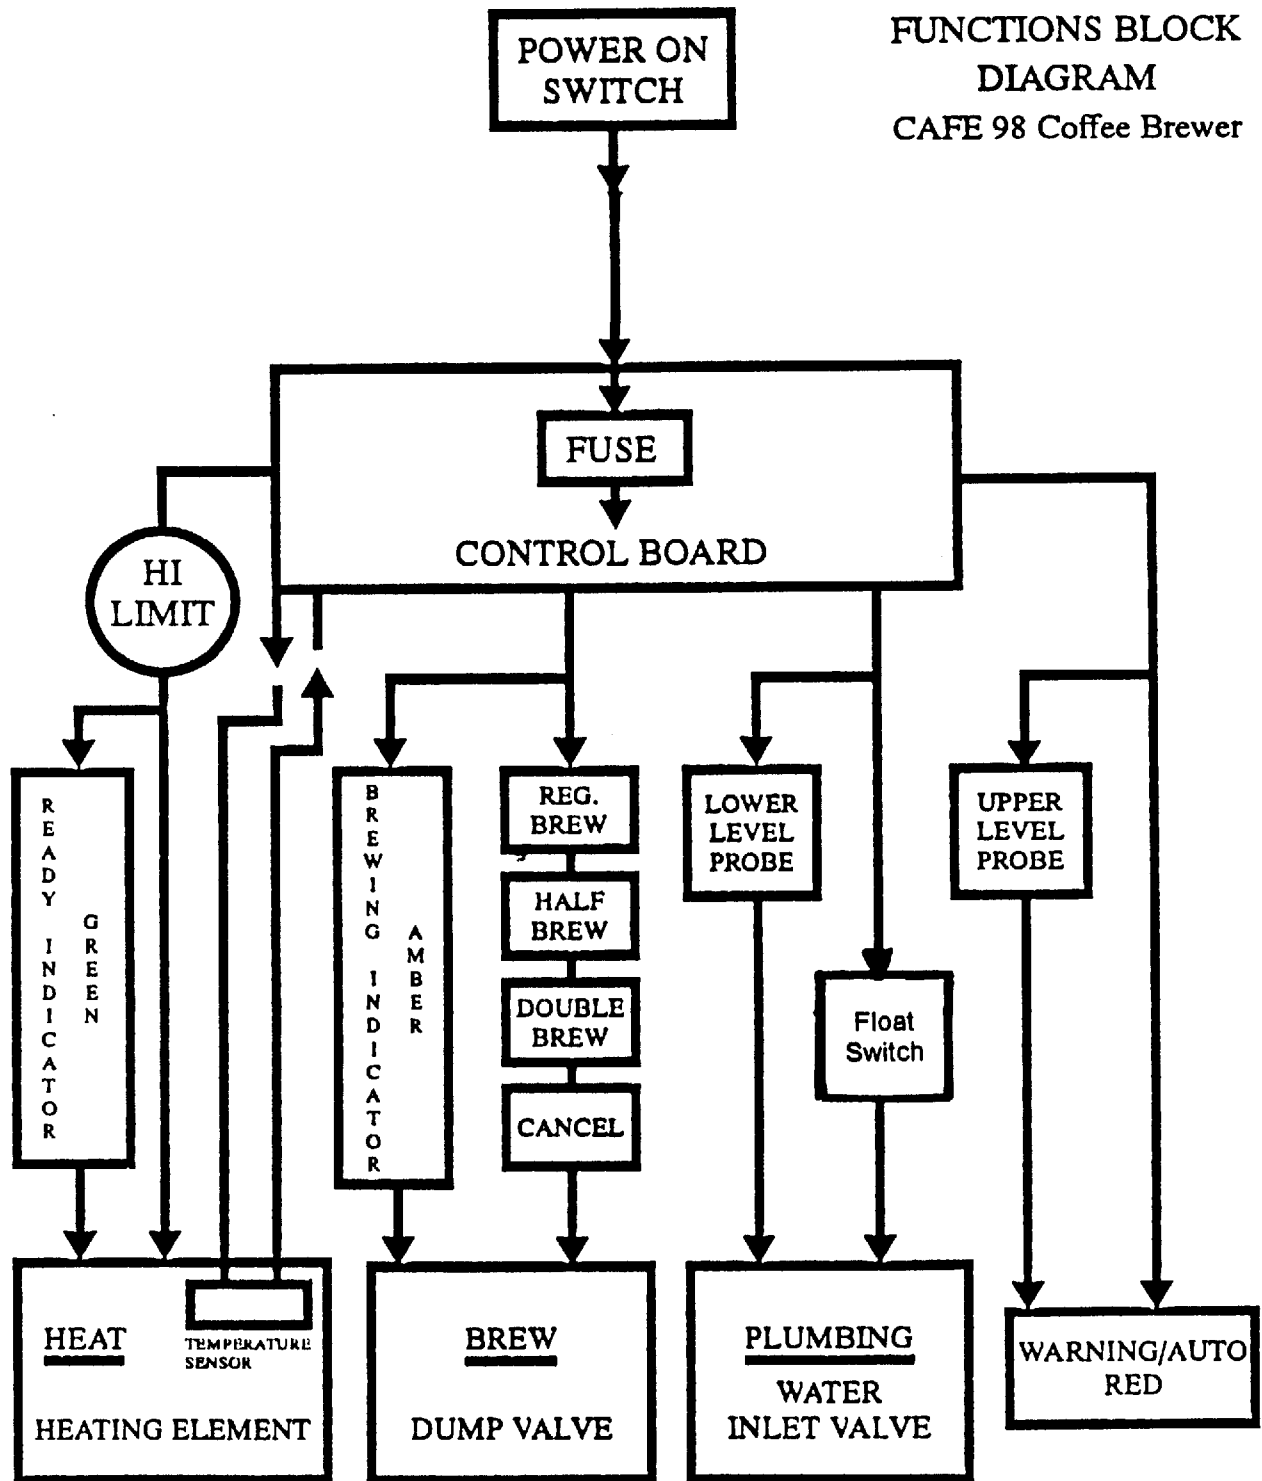 POWER ON
SWITCH
FUNCTIONS BLOCK
DIAGRAM
CAFE 98 Coffee Brewer
FUSE
CONTROL BOARD
HI
LIMIT
READY INDICATOR
GREEN
BREWING INDICATOR
AMBER
REG.
BREW
HALF
BREW
DOUBLE
BREW
CANCEL
LOWER
LEVEL
PROBE
Float
Switch
UPPER
LEVEL
PROBE
HEAT
TEMPERATURE
SENSOR
HEATING ELEMENT
BREW
DUMP VALVE
PLUMBING
WATER
INLET VALVE
WARNING/AUTO
RED